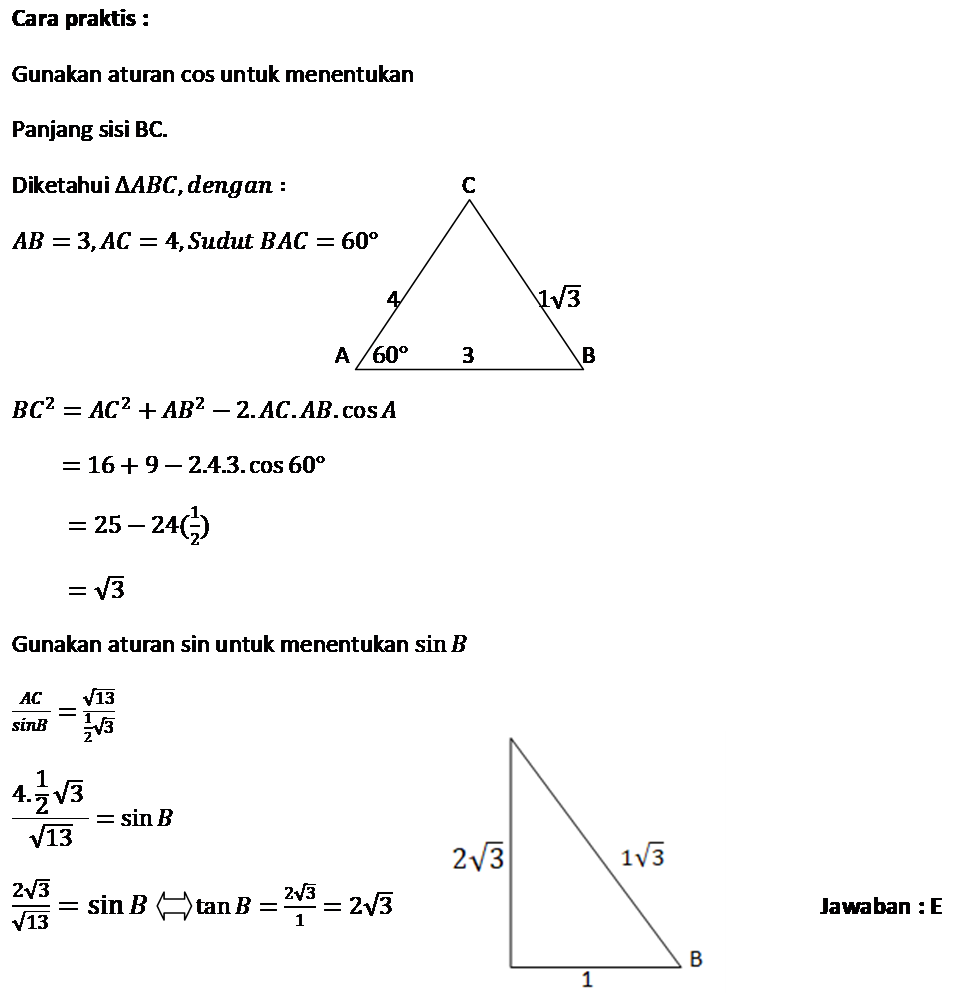 Cara praktis :
Gunakan aturan cos untuk menentukan
Panjang sisi BC.
Diketahui ΔABC, dengan :
C
AB = 3, AC = 4, Sudut BAC = 60°
4
1√3
A
60°
3
B
BC² = AC² + AB² − 2. AC. AB. cos A
= 16 + 9 − 2.4.3. cos 60°
= 25 − 24(1/2)
= √3
Gunakan aturan sin untuk menentukan sin B
AC/sinB = √13/(1/2 √3)
(4. 1/2 √3)/√13 = sin B
2√3
1√3
2√3/√13 = sin B ⟺ tan B = 2√3/1 = 2√3
Jawaban : E
B
1